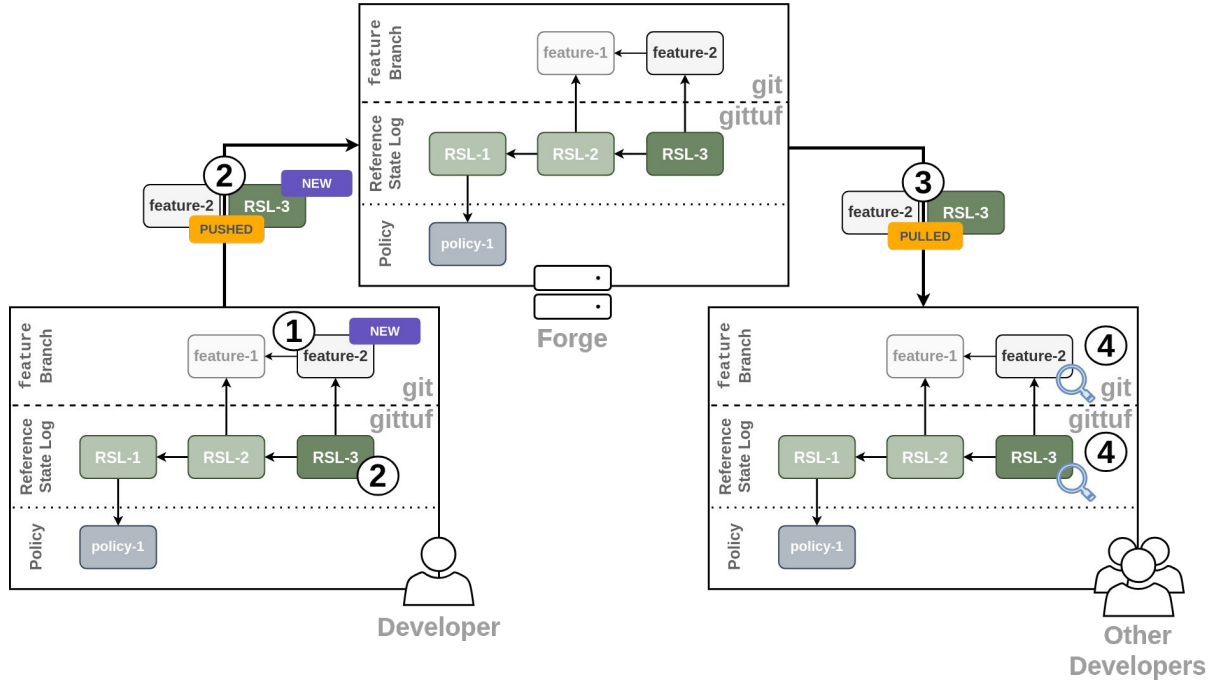 feature
Branch
feature-1
feature-2
git
gittuf
Reference
State Log
RSL-1
RSL-2
RSL-3
Policy
policy-1
Forge
2
NEW
feature-2
RSL-3
PUSHED
3
feature-2
RSL-3
PULLED
feature
Branch
feature-1
1
NEW
feature-2
git
gittuf
Reference
State Log
RSL-1
RSL-2
RSL-3
2
Policy
policy-1
Developer
feature
Branch
feature-1
feature-2
4
git
gittuf
Reference
State Log
RSL-1
RSL-2
RSL-3
4
Policy
policy-1
Other
Developers